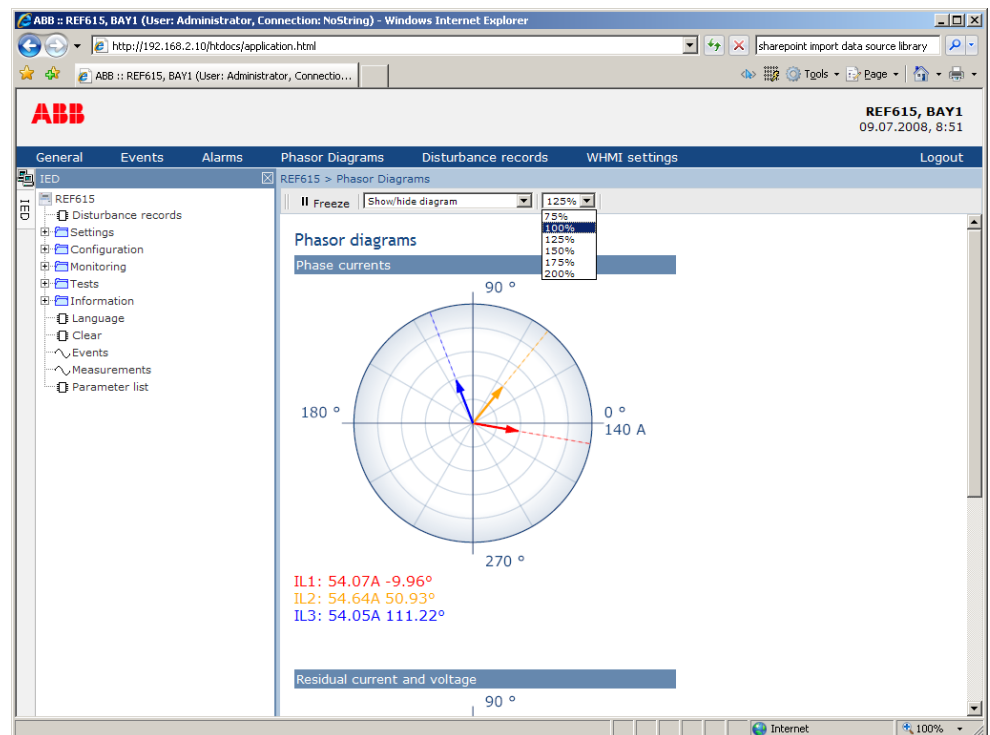 ABB :: REF615, BAY1 (User: Administrator, Connection: NoString) - Windows Internet Explorer
http://192.168.2.10/htdocs/application.html
sharepoint import data source library
ABB :: REF615, BAY1 (User: Administrator, Connectio...
Tools
Page
ABB
REF615, BAY1
09.07.2008, 8:51
General Events Alarms Phasor Diagrams Disturbance records WHMI settings Logout
IED
IED
REF615
Disturbance records
Settings
Configuration
Monitoring
Tests
Information
Language
Clear
Events
Measurements
Parameter list
REF615 > Phasor Diagrams
Freeze
Show/hide diagram
125%
75%
100%
125%
150%
175%
200%
Phasor diagrams
Phase currents
90 °
180 °
0 °
140 A
270 °
IL1: 54.07A -9.96°
IL2: 54.64A 50.93°
IL3: 54.05A 111.22°
Residual current and voltage
90 °
Internet
100%